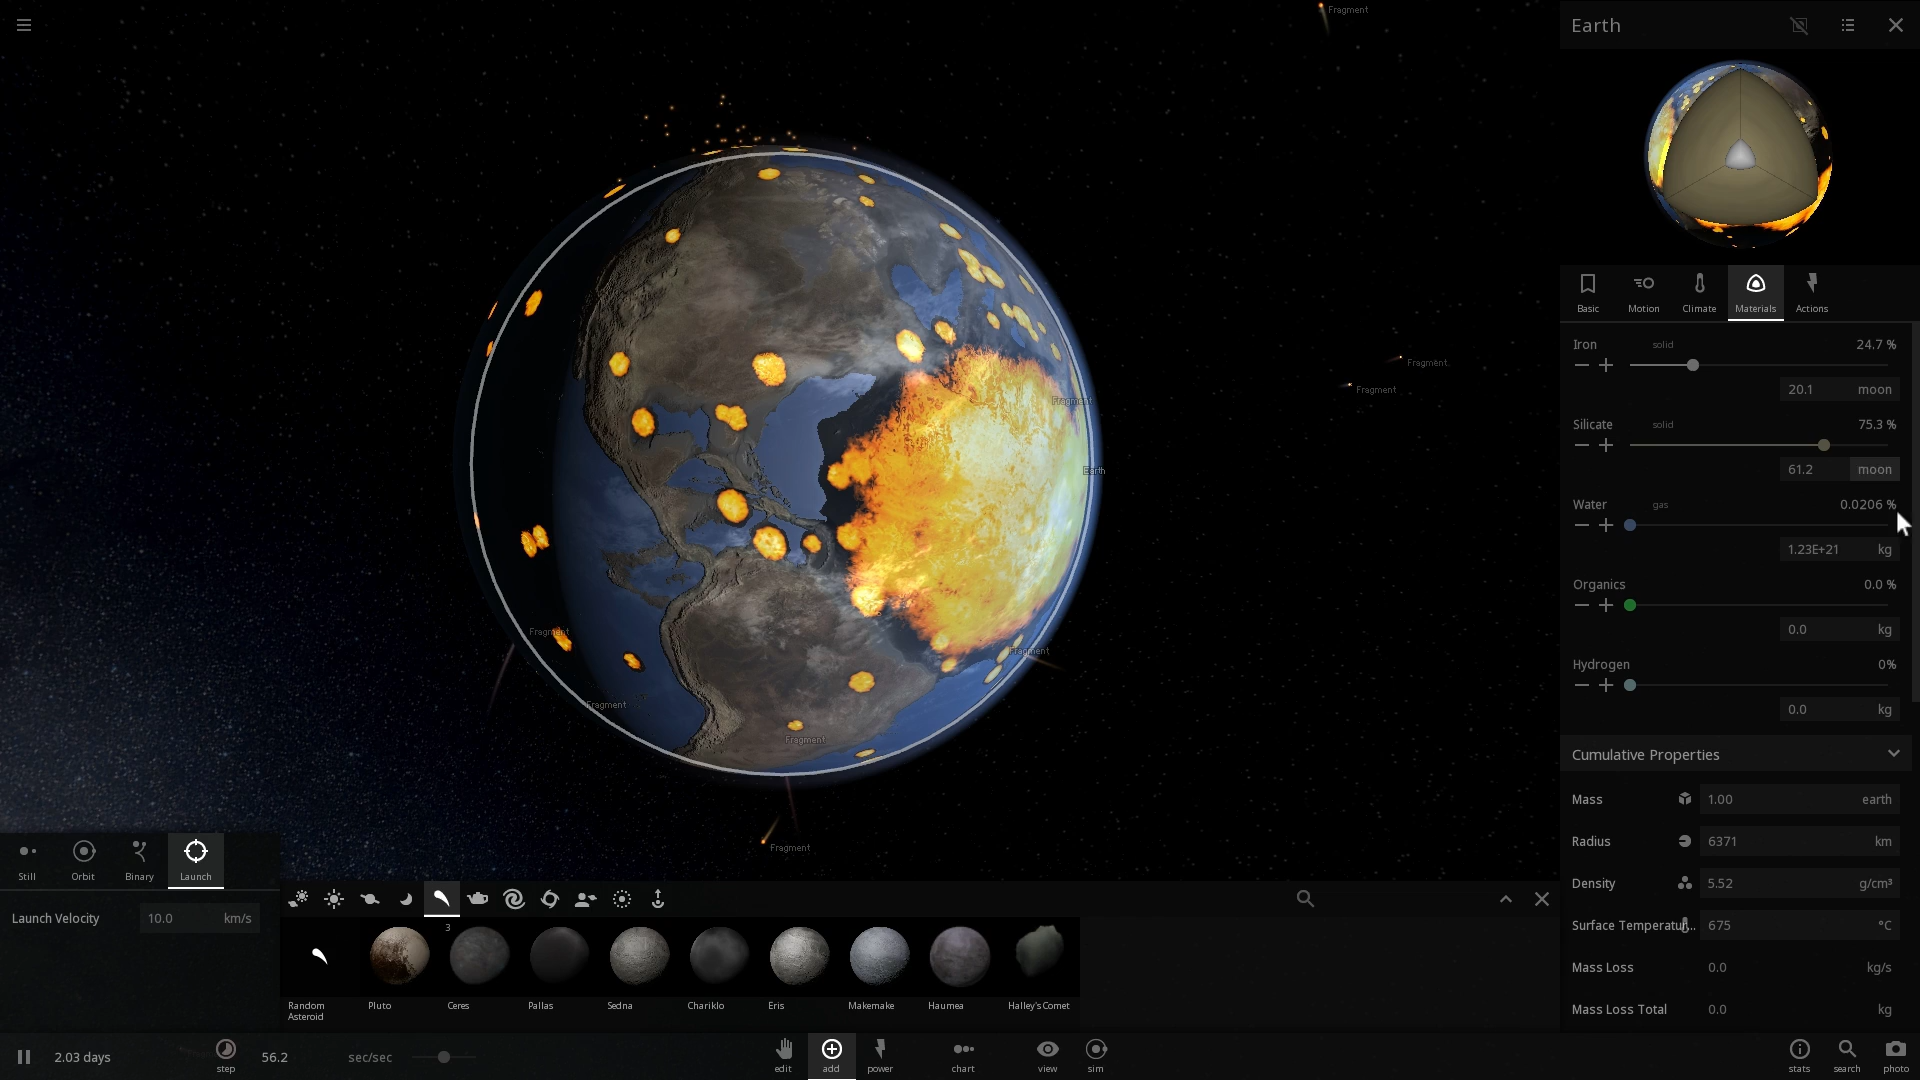 Fragment
Earth
Basic
Motion
Climate
Materials
Actions
Iron solid 24.7 %
20.1 moon
Silicate solid 75.3 %
61.2 moon
Water gas 0.0206 %
1.23E+21 kg
Organics 0.0 %
0.0 kg
Hydrogen 0%
0.0 kg
Cumulative Properties
Mass 1.00 earth
Radius 6371 km
Density 5.52 g/cm³
Surface Temperatur... 675 °C
Mass Loss 0.0 kg/s
Mass Loss Total 0.0 kg
Fragment
Fragment
Fragment
Earth
Fragment
Fragment
Fragment
Fragment
Fragment
Still
Orbit
Binary
Launch
Launch Velocity 10.0 km/s
3
Random
Asteroid
Pluto
Ceres
Pallas
Sedna
Chariklo
Eris
Makemake
Haumea
Halley's Comet
2.03 days
step
56.2 sec/sec
edit
add
power
chart
view
sim
stats
search
photo